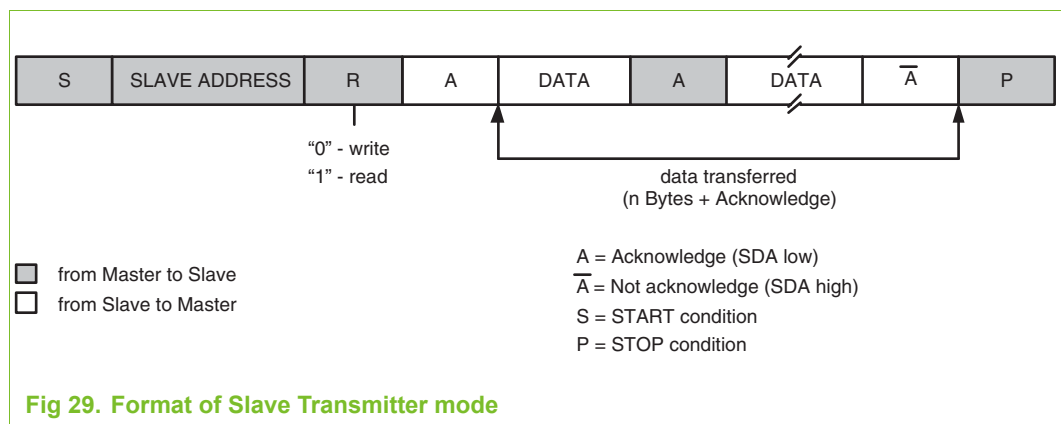 S SLAVE ADDRESS R A DATA A DATA A̅ P
“0” - write
“1” - read
data transferred
(n Bytes + Acknowledge)
from Master to Slave
from Slave to Master
A = Acknowledge (SDA low)
A̅ = Not acknowledge (SDA high)
S = START condition
P = STOP condition
Fig 29. Format of Slave Transmitter mode